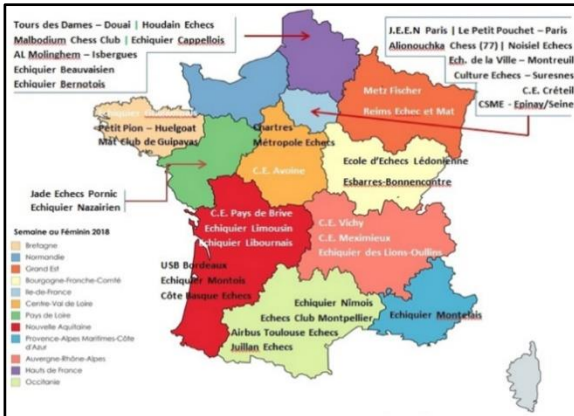 Tours des Dames – Douai | Houdain Echecs
Malbodium Chess Club | Echiquier Cappellois
AL Molinghem – Isbergues
Echiquier Beauvaisien
Echiquier Bernotois
J.E.E.N Paris | Le Petit Pouchet – Paris
Alionouchka Chess (77) | Noisiel Echecs
Ech. de la Ville – Montreuil
Culture Echecs – Suresnes
C.E. Créteil
CSME - Epinay/Seine
Metz Fischer
Reims Echec et Mat
Echiquier
Petit Pion – Huelgoat
Mat Club de Guipavas
Chartres
Métropole Echecs
C.E. Avoine
Ecole d'Echecs Lédonienne
Esbarres-Bonnencontre
Jade Echecs Pornic
Echiquier Nazairien
C.E. Pays de Brive
Echiquier Limousin
Echiquier Libournais
C.E. Vichy
C.E. Meximieux
Echiquier des Lions-Oullins
USB Bordeaux
Echiquier Montois
Côte Basque Echecs
Echiquier Nîmois
Echecs Club Montpellier
Airbus Toulouse Echecs
Juillan Echecs
Echiquier Montelais
Semaine au Féminin 2018
Bretagne
Normandie
Grand Est
Bourgogne-Franche-Comté
Ile-de-France
Centre-Val de Loire
Pays de Loire
Nouvelle Aquitaine
Provence-Alpes Maritimes-Côte
d'Azur
Auvergne-Rhône-Alpes
Hauts de France
Occitanie